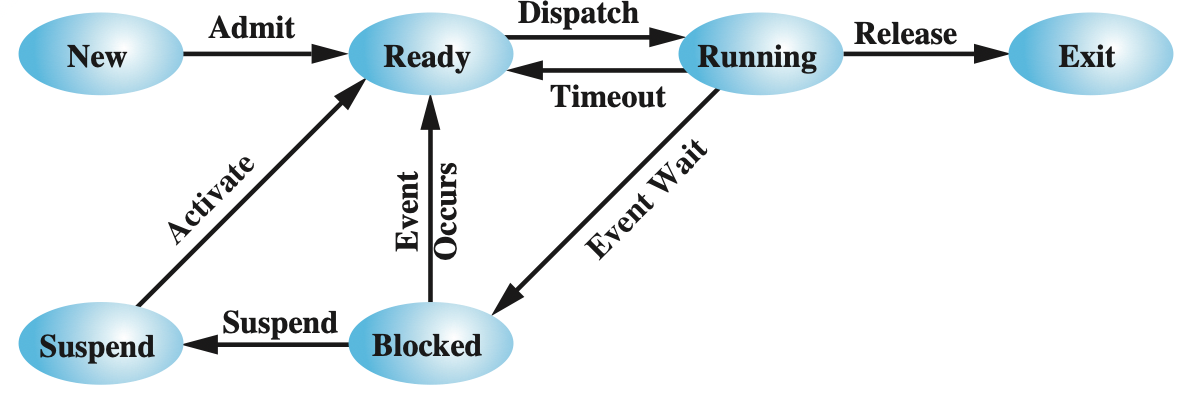 Admit
Dispatch
Release
New
Ready
Running
Exit
Timeout
Activate
Event
Occurs
Event Wait
Suspend
Suspend
Blocked